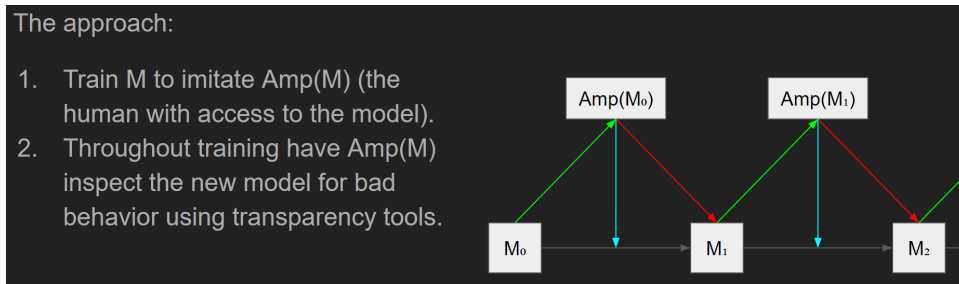 The approach:
1. Train M to imitate Amp(M) (the
human with access to the model).
2. Throughout training have Amp(M)
inspect the new model for bad
behavior using transparency tools.
Amp(M₀)
Amp(M₁)
M₀
M₁
M₂